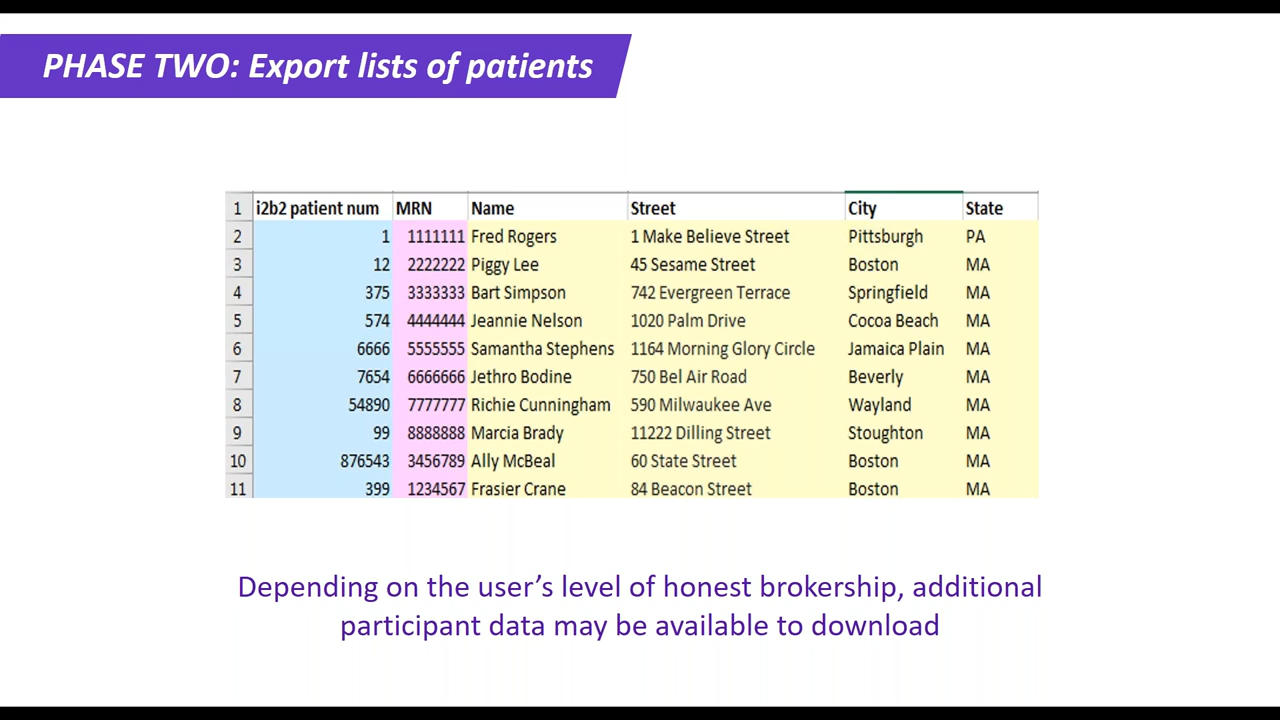 PHASE TWO: Export lists of patients
1 i2b2 patient num MRN Name Street City State
2 1 1111111 Fred Rogers 1 Make Believe Street Pittsburgh PA
3 12 2222222 Piggy Lee 45 Sesame Street Boston MA
4 375 3333333 Bart Simpson 742 Evergreen Terrace Springfield MA
5 574 4444444 Jeannie Nelson 1020 Palm Drive Cocoa Beach MA
6 6666 5555555 Samantha Stephens 1164 Morning Glory Circle Jamaica Plain MA
7 7654 6666666 Jethro Bodine 750 Bel Air Road Beverly MA
8 54890 7777777 Richie Cunningham 590 Milwaukee Ave Wayland MA
9 99 8888888 Marcia Brady 11222 Dilling Street Stoughton MA
10 876543 3456789 Ally McBeal 60 State Street Boston MA
11 399 1234567 Frasier Crane 84 Beacon Street Boston MA
Depending on the user’s level of honest brokership, additional
participant data may be available to download